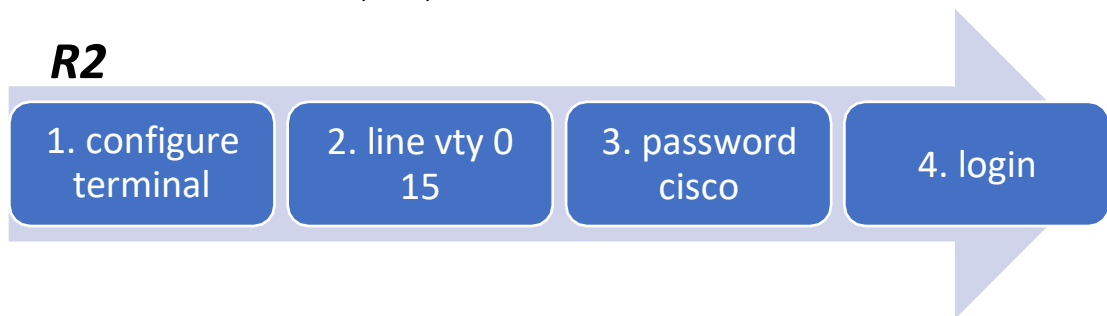 R2
1. configure
terminal
2. line vty 0
15
3. password
cisco
4. login